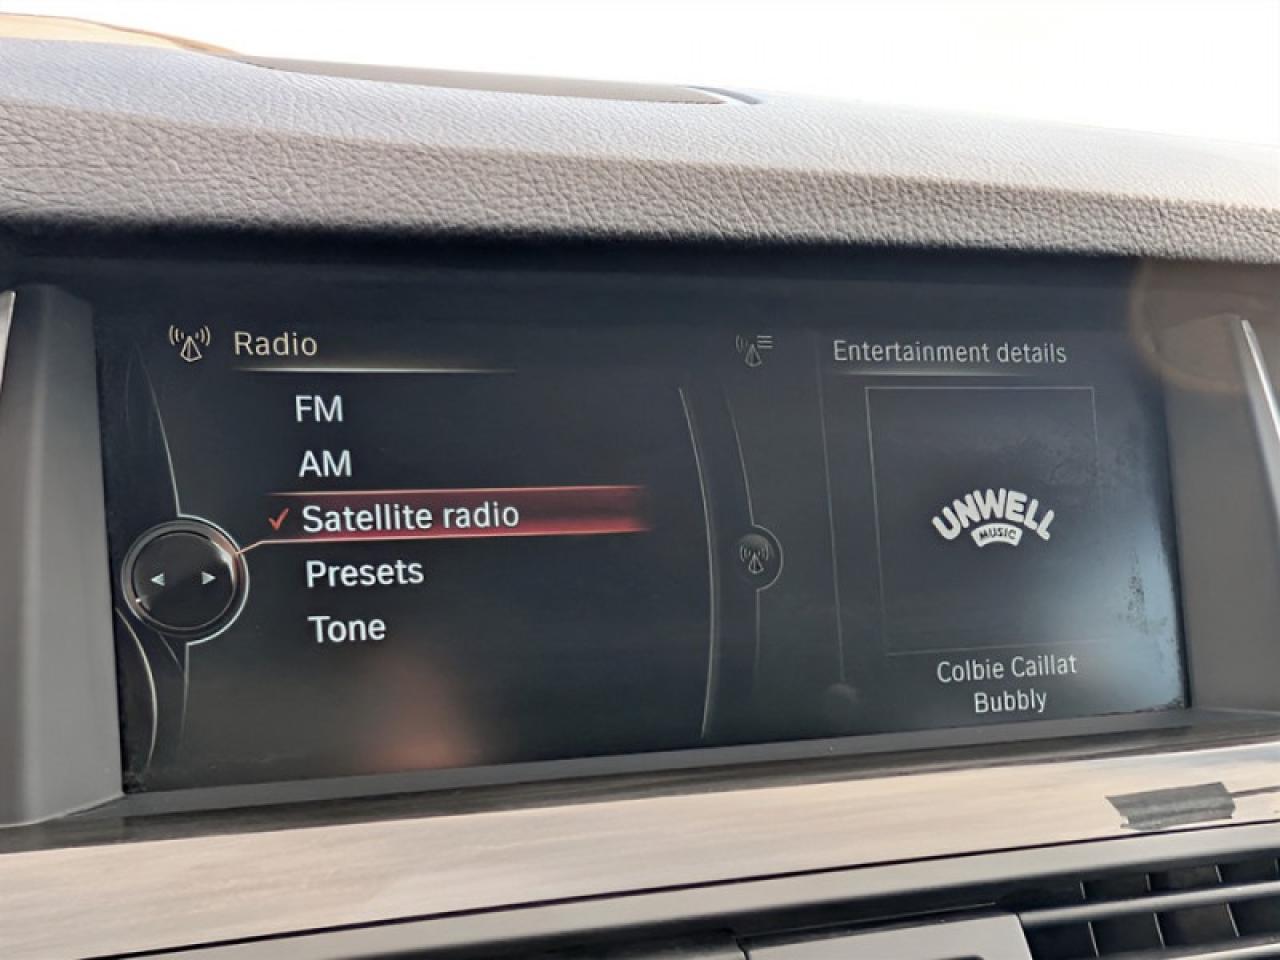 Radio
FM
AM
Satellite radio
Presets
Tone
Entertainment details
UNWELL
MUSIC
Colbie Caillat
Bubbly